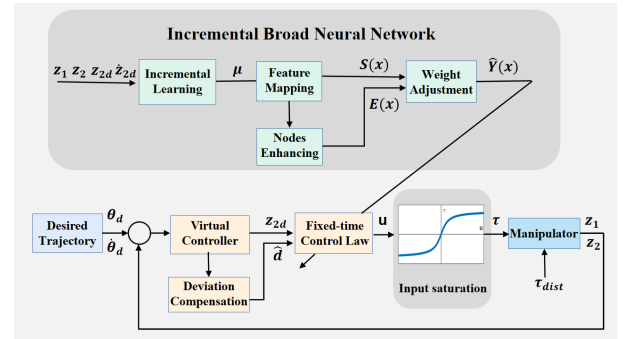 Incremental Broad Neural Network
z₁ z₂ z₂d ż₂d
Incremental
Learning
μ
Feature
Mapping
S(x)
E(x)
Weight
Adjustment
Ŷ(x)
Nodes
Enhancing
Desired
Trajectory
θd
θ̇d
Virtual
Controller
z₂d
d̂
Deviation
Compensation
Fixed-time
Control Law
u
τ
u
Input saturation
τ
Manipulator
z₁
z₂
τdist